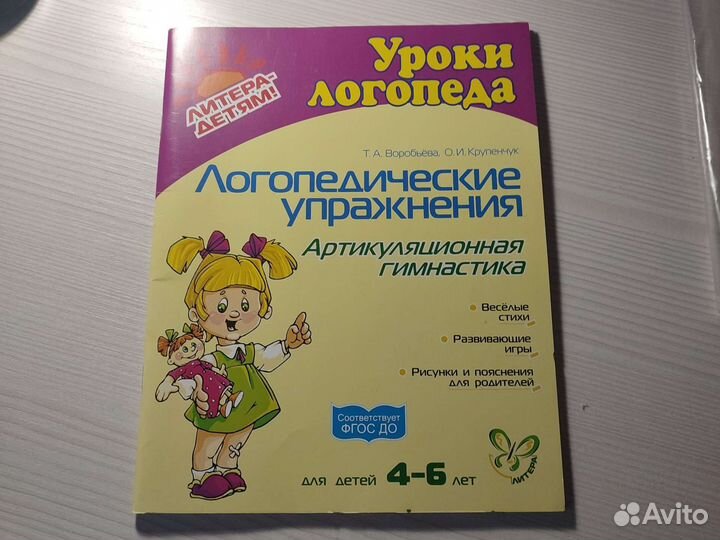 ЛИТЕРА-
ДЕТЯМ!
Уроки
логопеда
Т. А. Воробьёва, О. И. Крупенчук
Логопедические
упражнения
Артикуляционная
гимнастика
Весёлые
стихи
Развивающие
игры
Рисунки и пояснения
для родителей
Соответствует
ФГОС ДО
ЛИТЕРА
для детей 4-6 лет
Avito